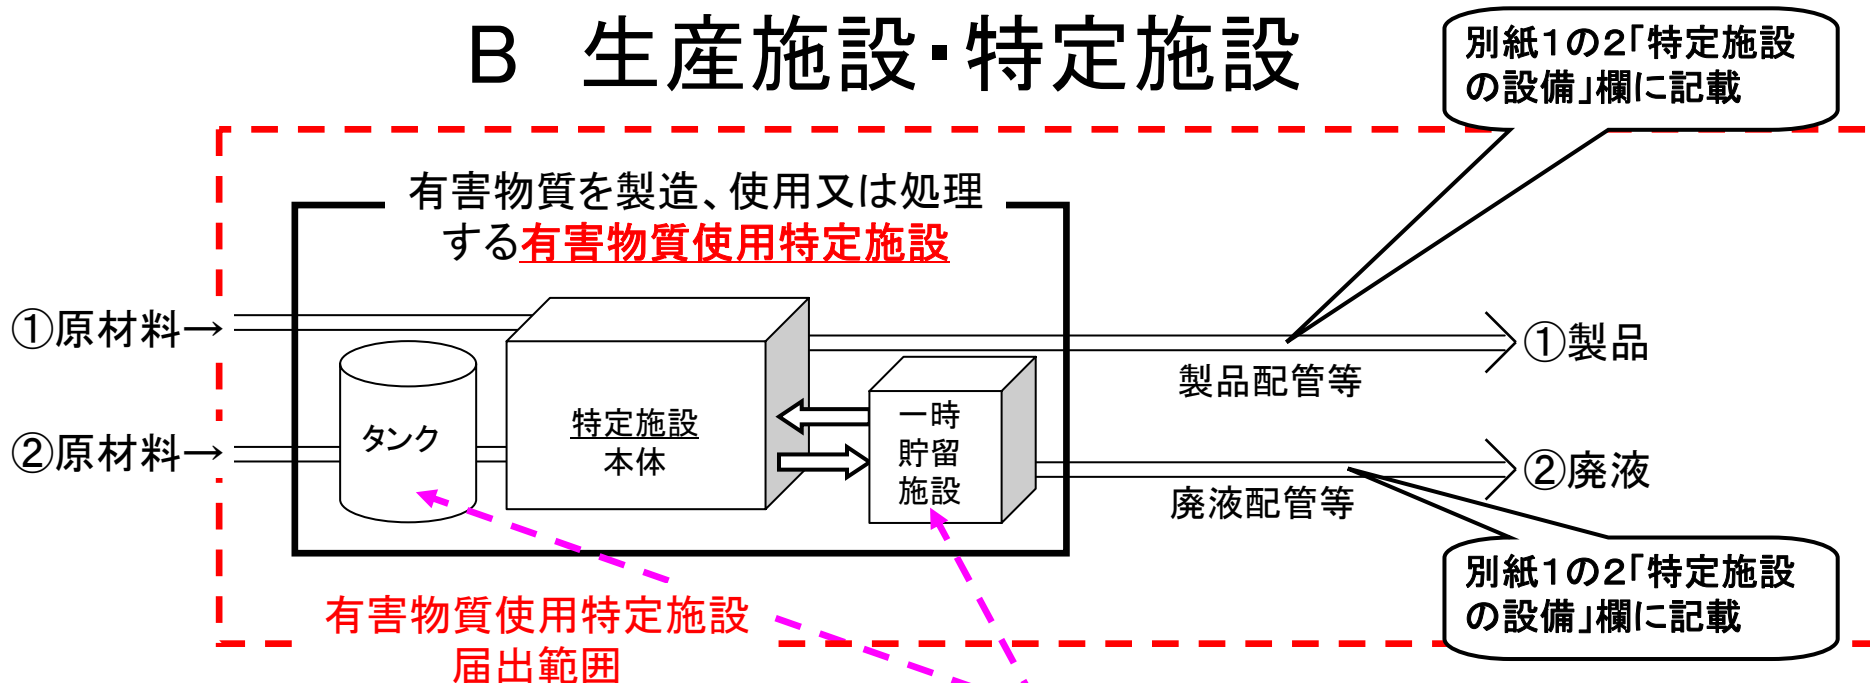 B　生産施設・特定施設
別紙1の2「特定施設
の設備」欄に記載
有害物質を製造、使用又は処理
する有害物質使用特定施設
①原材料→
①製品
製品配管等
タンク
特定施設
本体
一時
貯留
施設
②原材料→
②廃液
廃液配管等
別紙1の2「特定施設
の設備」欄に記載
有害物質使用特定施設
届出範囲